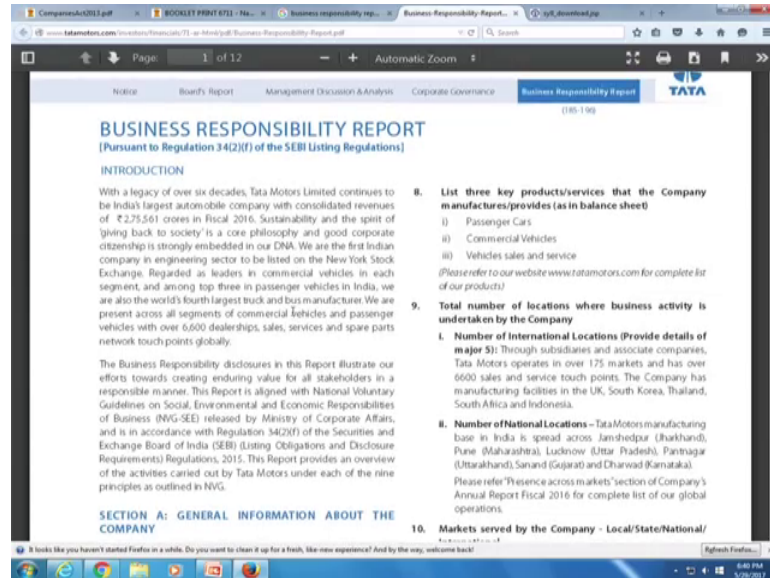 CompaniesAct2013.pdf
BOOKLET PRINT 6711 - Ne...
business responsibility rep...
Business-Responsibility-Report...
sy8_download.jsp
www.tatamotors.com/investors/financials/71-ar-html/pdf/Business-Responsibility-Report.pdf
Search
Page: 1 of 12
Automatic Zoom
Notice
Board's Report
Management Discussion & Analysis
Corporate Governance
Business Responsibility Report
TATA
(185-196)
BUSINESS RESPONSIBILITY REPORT
[Pursuant to Regulation 34(2)(f) of the SEBI Listing Regulations]
INTRODUCTION
With a legacy of over six decades, Tata Motors Limited continues to
be India's largest automobile company with consolidated revenues
of ₹2,75,561 crores in Fiscal 2016. Sustainability and the spirit of
'giving back to society' is a core philosophy and good corporate
citizenship is strongly embedded in our DNA. We are the first Indian
company in engineering sector to be listed on the New York Stock
Exchange. Regarded as leaders in commercial vehicles in each
segment, and among top three in passenger vehicles in India, we
are also the world's fourth largest truck and bus manufacturer. We are
present across all segments of commercial vehicles and passenger
vehicles with over 6,600 dealerships, sales, services and spare parts
network touch points globally.
The Business Responsibility disclosures in this Report illustrate our
efforts towards creating enduring value for all stakeholders in a
responsible manner. This Report is aligned with National Voluntary
Guidelines on Social, Environmental and Economic Responsibilities
of Business (NVG-SEE) released by Ministry of Corporate Affairs,
and is in accordance with Regulation 34(2)(f) of the Securities and
Exchange Board of India (SEBI) (Listing Obligations and Disclosure
Requirements) Regulations, 2015. This Report provides an overview
of the activities carried out by Tata Motors under each of the nine
principles as outlined in NVG.
SECTION A: GENERAL INFORMATION ABOUT THE
COMPANY
8. List three key products/services that the Company
manufactures/provides (as in balance sheet)
i) Passenger Cars
ii) Commercial Vehicles
iii) Vehicles sales and service
(Please refer to our website www.tatamotors.com for complete list
of our products)
9. Total number of locations where business activity is
undertaken by the Company
i. Number of International Locations (Provide details of
major 5): Through subsidiaries and associate companies,
Tata Motors operates in over 175 markets and has over
6600 sales and service touch points. The Company has
manufacturing facilities in the UK, South Korea, Thailand,
South Africa and Indonesia.
ii. Number of National Locations – Tata Motors manufacturing
base in India is spread across Jamshedpur (Jharkhand),
Pune (Maharashtra), Lucknow (Uttar Pradesh), Pantnagar
(Uttarakhand), Sanand (Gujarat) and Dharwad (Karnataka).
Please refer "Presence across markets" section of Company's
Annual Report Fiscal 2016 for complete list of our global
operations.
10. Markets served by the Company - Local/State/National/
It looks like you haven't started Firefox in a while. Do you want to clean it up for a fresh, like-new experience? And by the way, welcome back!
Refresh Firefox...
6:40 PM
5/29/2017